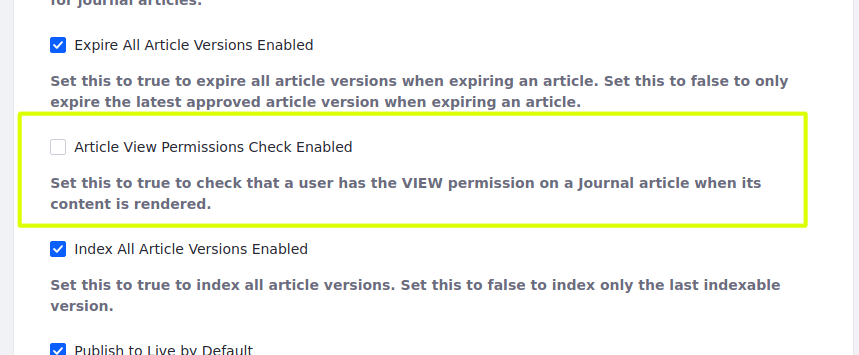 for journal articles.
Expire All Article Versions Enabled
Set this to true to expire all article versions when expiring an article. Set this to false to only
expire the latest approved article version when expiring an article.
Article View Permissions Check Enabled
Set this to true to check that a user has the VIEW permission on a Journal article when its
content is rendered.
Index All Article Versions Enabled
Set this to true to index all article versions. Set this to false to index only the last indexable
version.
Publish to Live by Default